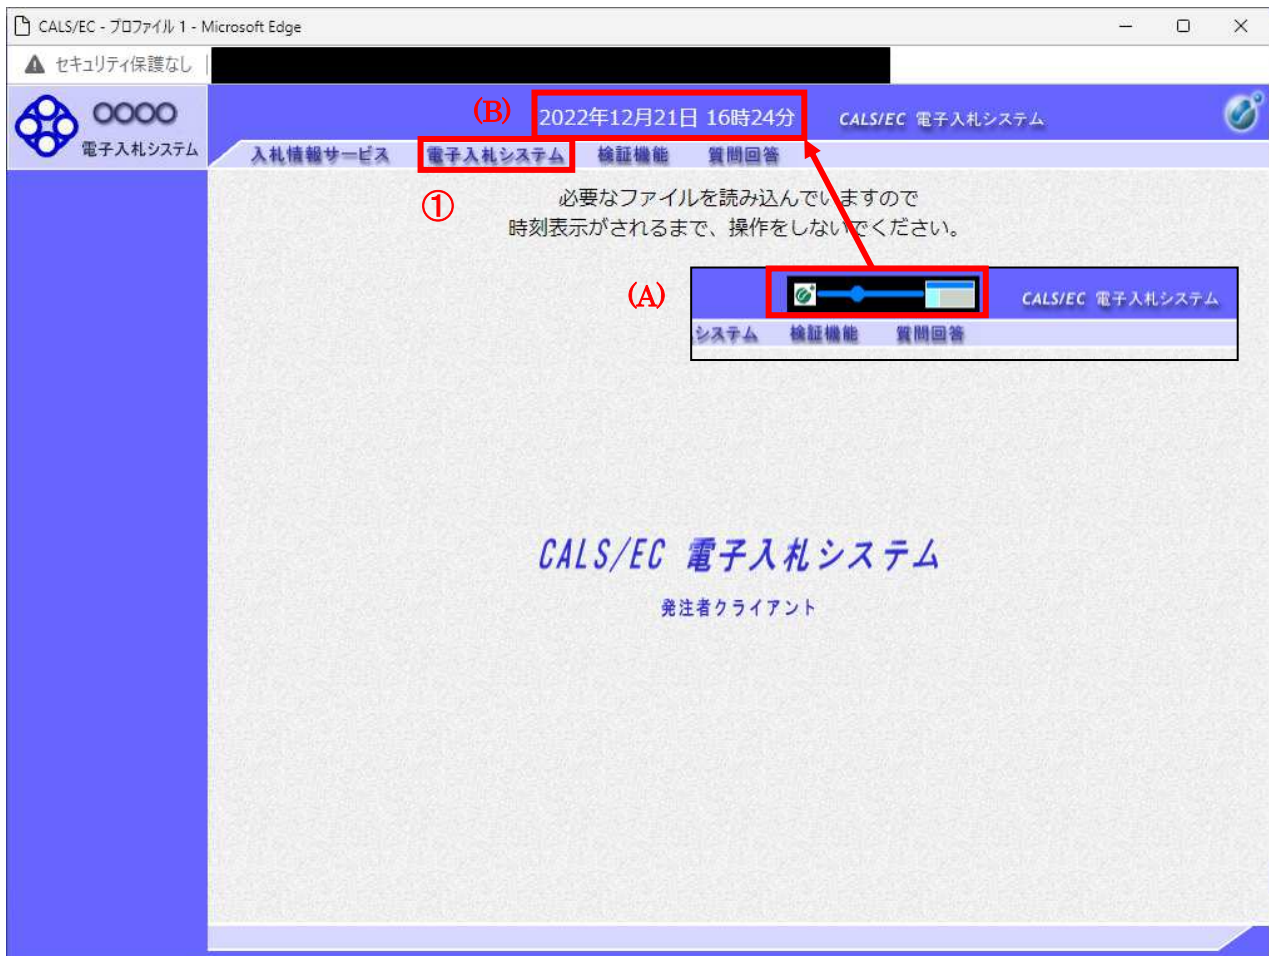 CALS/EC - プロファイル 1 - Microsoft Edge
セキュリティ保護なし
OOOO
電子入札システム
(B)
2022年12月21日 16時24分
CALS/EC 電子入札システム
入札情報サービス 電子入札システム 検証機能 質問回答
①
必要なファイルを読み込んでいますので
時刻表示がされるまで、操作をしないでください。
(A)
CALS/EC 電子入札システム
システム 検証機能 質問回答
CALS/EC 電子入札システム
発注者クライアント